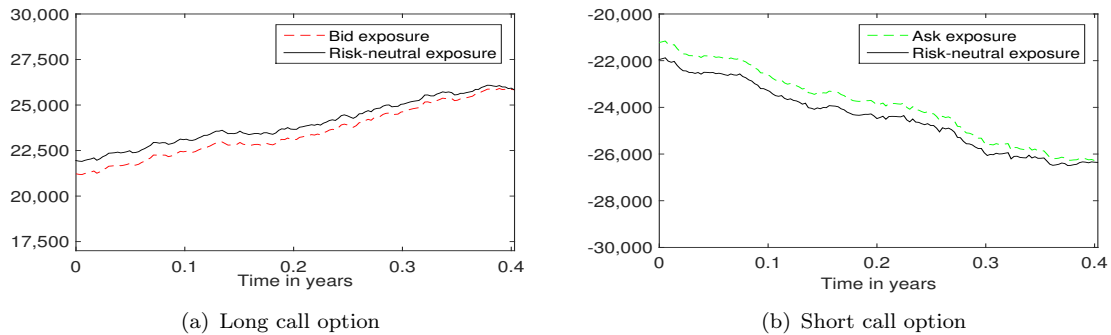 30,000
27,500
25,000
22,500
20,000
17,500
Bid exposure
Risk-neutral exposure
0 0.1 0.2 0.3 0.4
Time in years
(a) Long call option
-20,000
-22,000
-24,000
-26,000
-28,000
-30,000
Ask exposure
Risk-neutral exposure
0 0.1 0.2 0.3 0.4
Time in years
(b) Short call option